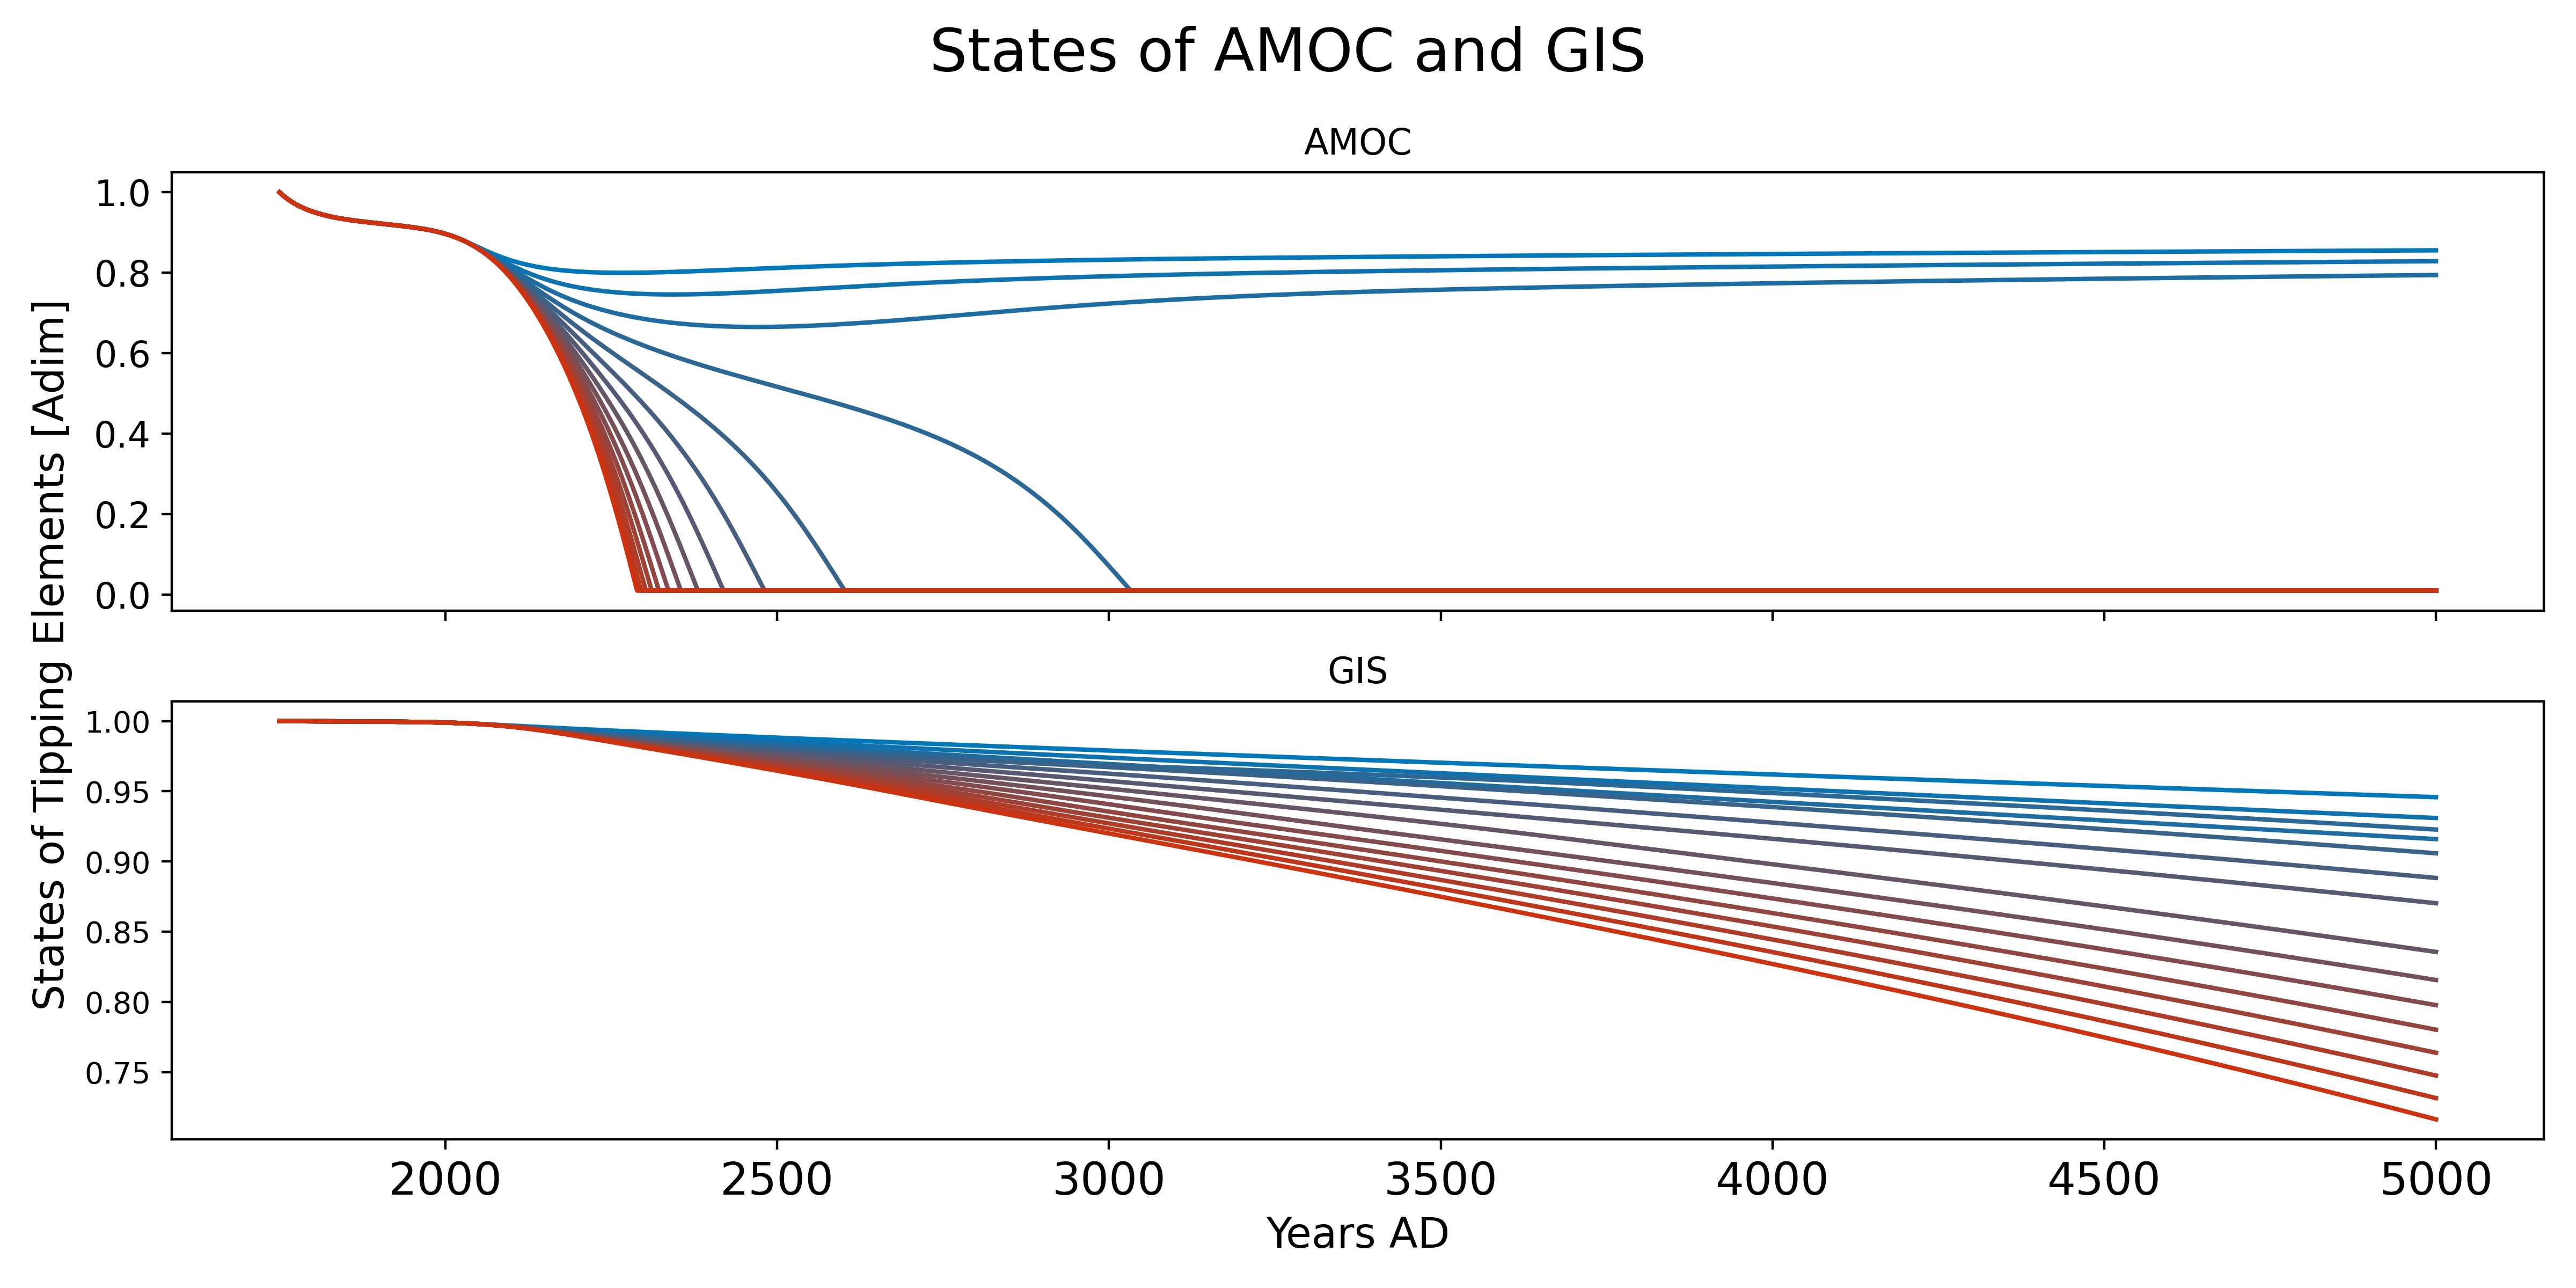 States of AMOC and GIS
AMOC
1.0
0.8
0.6
0.4
0.2
0.0
States of Tipping Elements [Adim]
GIS
1.00
0.95
0.90
0.85
0.80
0.75
2000 2500 3000 3500 4000 4500 5000
Years AD